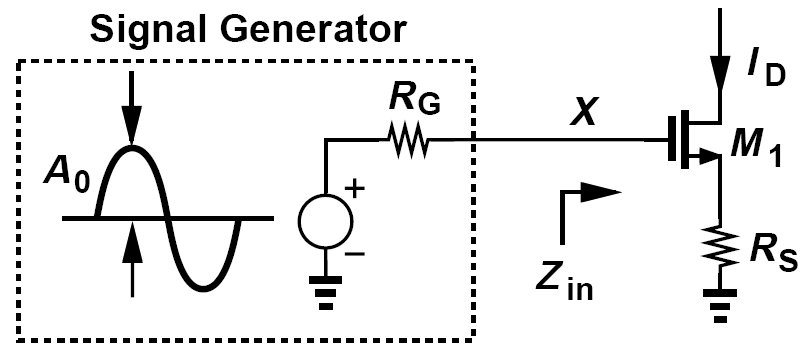 Signal Generator
A0
RG
+
−
X
Zin
ID
M1
RS